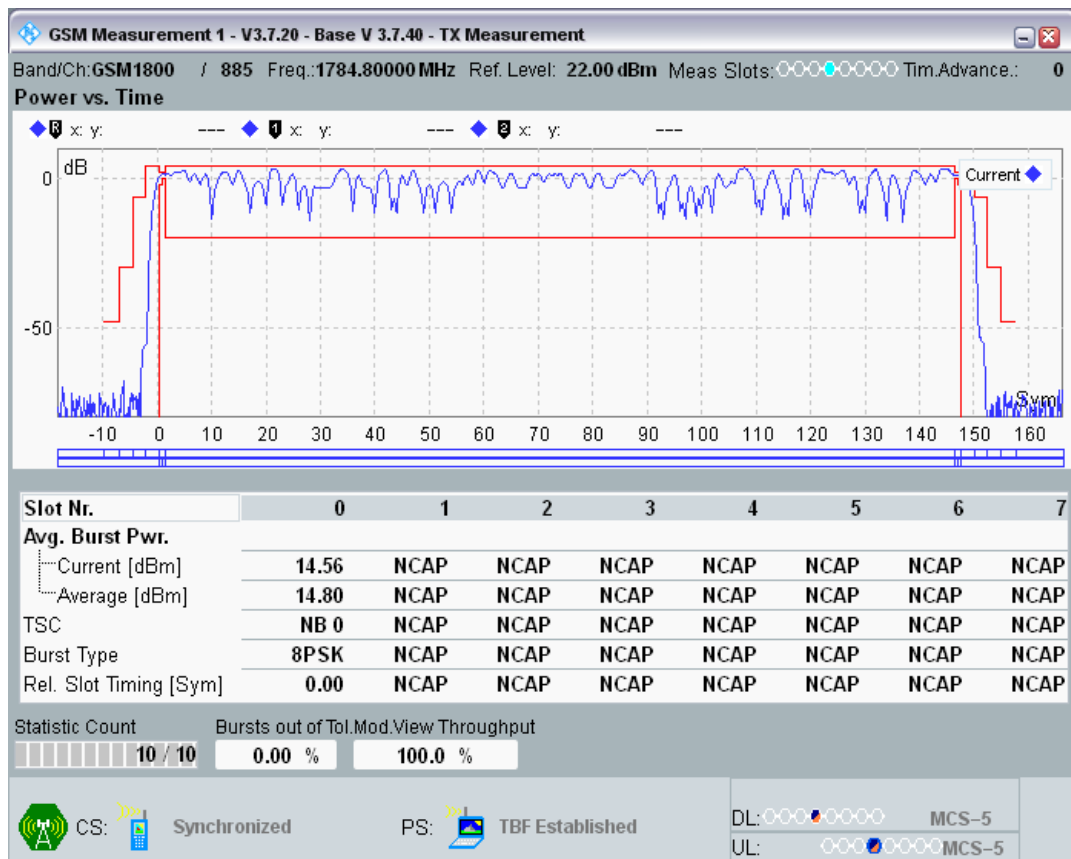 GSM Measurement 1 - V3.7.20 - Base V 3.7.40 - TX Measurement
Band/Ch:GSM1800 / 885 Freq.:1784.80000 MHz Ref. Level: 22.00 dBm Meas Slots: Tim.Advance.: 0
Power vs. Time
R x: y: --- 1 x: y: --- 2 x: y: ---
dB
0
Current
-50
Sym
-10 0 10 20 30 40 50 60 70 80 90 100 110 120 130 140 150 160
Slot Nr. 0 1 2 3 4 5 6 7
Avg. Burst Pwr.
Current [dBm] 14.56 NCAP NCAP NCAP NCAP NCAP NCAP NCAP
Average [dBm] 14.80 NCAP NCAP NCAP NCAP NCAP NCAP NCAP
TSC NB 0 NCAP NCAP NCAP NCAP NCAP NCAP NCAP
Burst Type 8PSK NCAP NCAP NCAP NCAP NCAP NCAP NCAP
Rel. Slot Timing [Sym] 0.00 NCAP NCAP NCAP NCAP NCAP NCAP NCAP
Statistic Count Bursts out of Tol.Mod.View Throughput
10 / 10 0.00 % 100.0 %
CS: Synchronized PS: TBF Established DL: MCS-5
UL: MCS-5